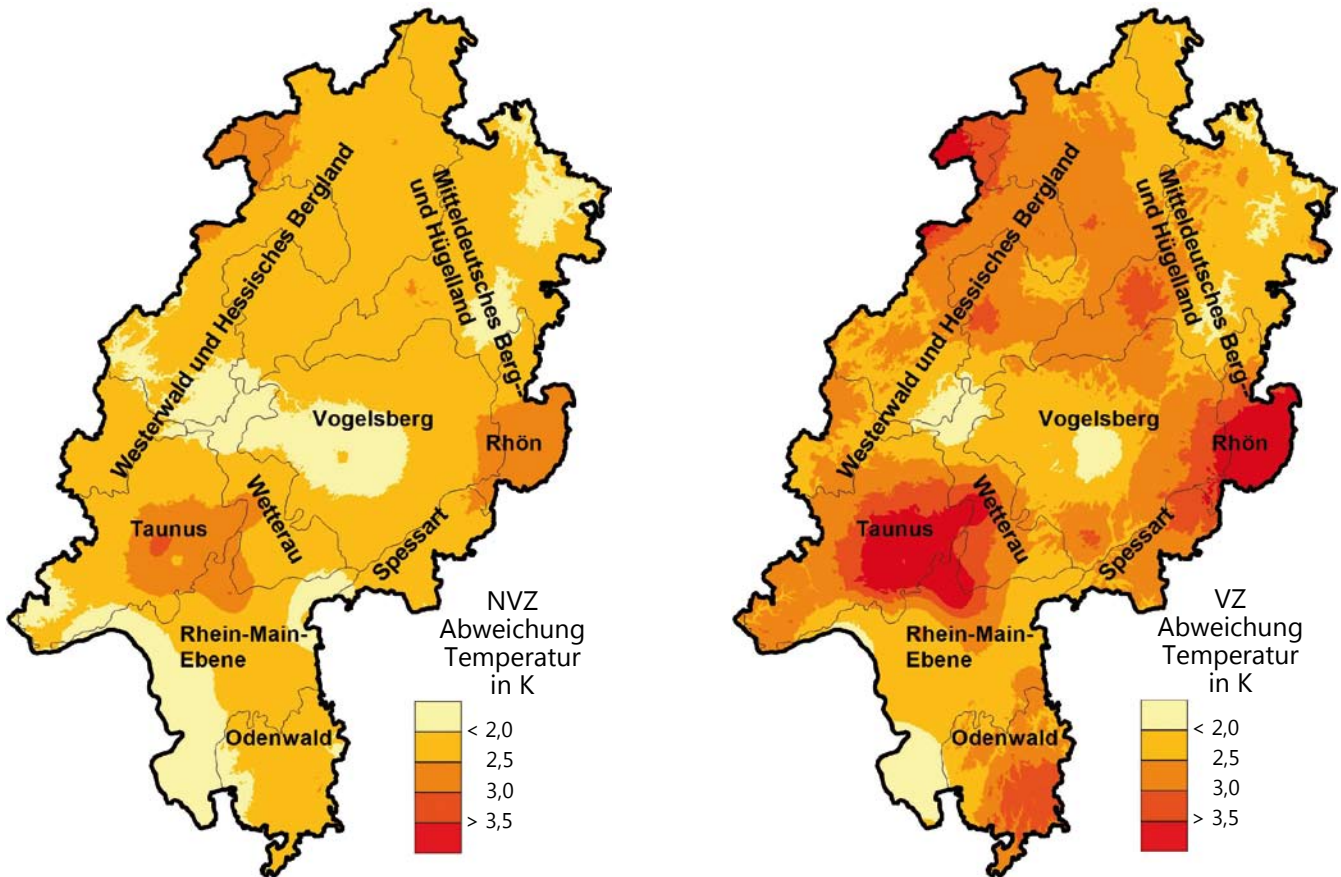 Westerwald und Hessisches Bergland
Mitteldeutsches Berg-
und Hügelland
Vogelsberg
Rhön
Taunus
Wetterau
Spessart
Rhein-Main-
Ebene
Odenwald
NVZ
Abweichung
Temperatur
in K
< 2,0
2,5
3,0
> 3,5
Westerwald und Hessisches Bergland
Mitteldeutsches Berg-
und Hügelland
Vogelsberg
Rhön
Taunus
Wetterau
Spessart
Rhein-Main-
Ebene
Odenwald
VZ
Abweichung
Temperatur
in K
< 2,0
2,5
3,0
> 3,5